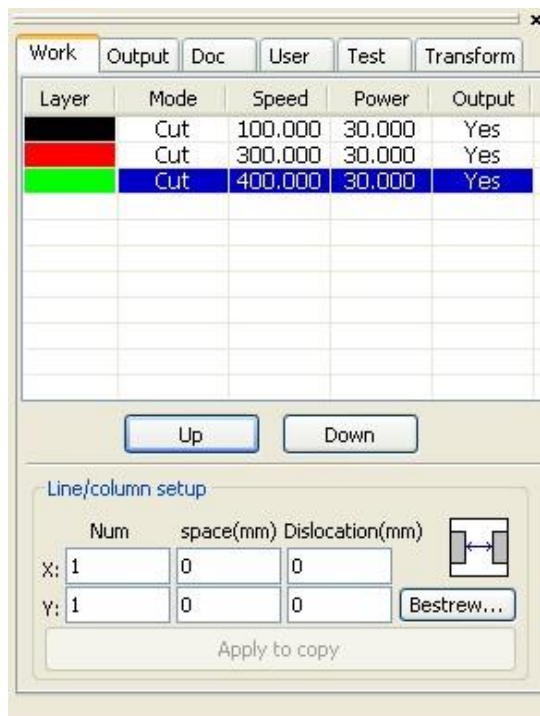 Work Output Doc User Test Transform
Layer Mode Speed Power Output
Cut 100.000 30.000 Yes
Cut 300.000 30.000 Yes
Cut 400.000 30.000 Yes
Up Down
Line/column setup
Num space(mm) Dislocation(mm)
X: 1 0 0
Y: 1 0 0 Bestrew...
Apply to copy